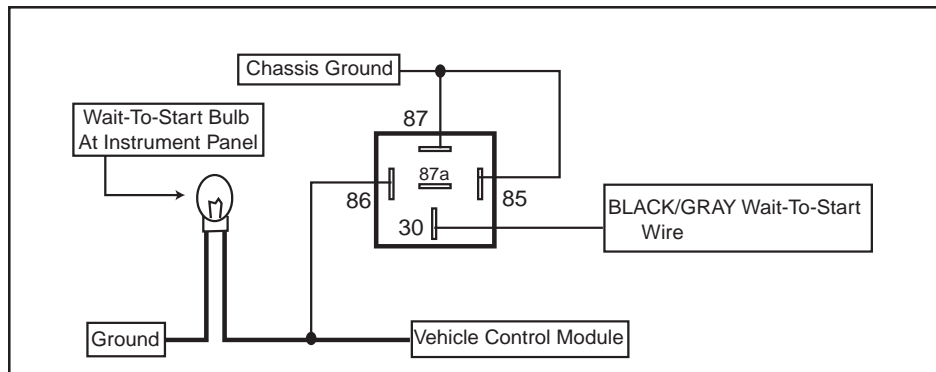 Chassis Ground
Wait-To-Start Bulb
At Instrument Panel
87
87a
86
85
30
BLACK/GRAY Wait-To-Start
Wire
Ground
Vehicle Control Module